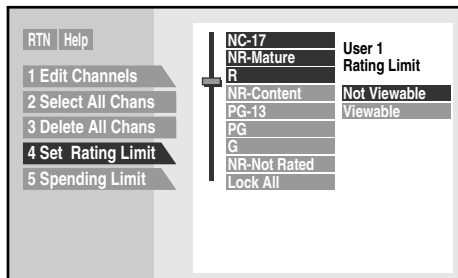 RTN Help
1 Edit Channels
2 Select All Chans
3 Delete All Chans
4 Set Rating Limit
5 Spending Limit
NC-17
NR-Mature
R
NR-Content
PG-13
PG
G
NR-Not Rated
Lock All
User 1
Rating Limit
Not Viewable
Viewable